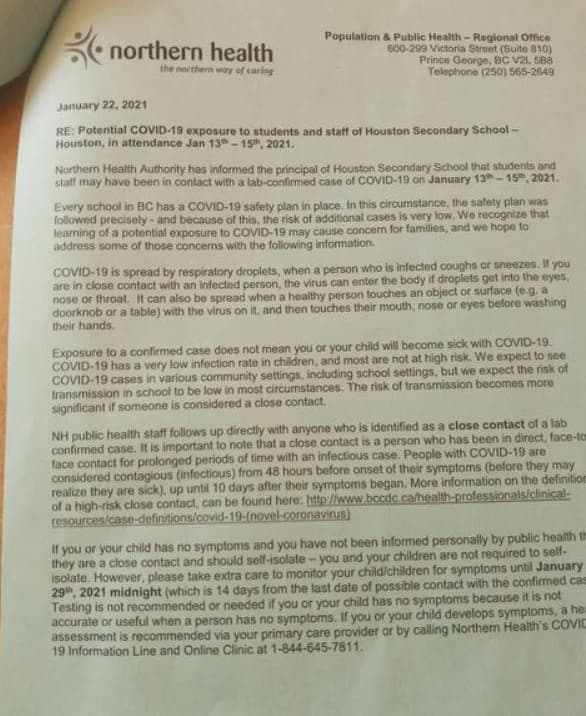 northern health
the northern way of caring
Population & Public Health – Regional Office
600-299 Victoria Street (Suite 810)
Prince George, BC V2L 5B8
Telephone (250) 565-2649
January 22, 2021
RE: Potential COVID-19 exposure to students and staff of Houston Secondary School –
Houston, in attendance Jan 13th – 15th, 2021.
Northern Health Authority has informed the principal of Houston Secondary School that students and
staff may have been in contact with a lab-confirmed case of COVID-19 on January 13th – 15th, 2021.
Every school in BC has a COVID-19 safety plan in place. In this circumstance, the safety plan was
followed precisely - and because of this, the risk of additional cases is very low. We recognize that
learning of a potential exposure to COVID-19 may cause concern for families, and we hope to
address some of those concerns with the following information.
COVID-19 is spread by respiratory droplets, when a person who is infected coughs or sneezes. If you
are in close contact with an infected person, the virus can enter the body if droplets get into the eyes,
nose or throat. It can also be spread when a healthy person touches an object or surface (e.g. a
doorknob or a table) with the virus on it, and then touches their mouth, nose or eyes before washing
their hands.
Exposure to a confirmed case does not mean you or your child will become sick with COVID-19.
COVID-19 has a very low infection rate in children, and most are not at high risk. We expect to see
COVID-19 cases in various community settings, including school settings, but we expect the risk of
transmission in school to be low in most circumstances. The risk of transmission becomes more
significant if someone is considered a close contact.
NH public health staff follows up directly with anyone who is identified as a close contact of a lab
confirmed case. It is important to note that a close contact is a person who has been in direct, face-to
face contact for prolonged periods of time with an infectious case. People with COVID-19 are
considered contagious (infectious) from 48 hours before onset of their symptoms (before they may
realize they are sick), up until 10 days after their symptoms began. More information on the definition
of a high-risk close contact, can be found here: http://www.bccdc.ca/health-professionals/clinical-
resources/case-definitions/covid-19-(novel-coronavirus)
If you or your child has no symptoms and you have not been informed personally by public health th
they are a close contact and should self-isolate – you and your children are not required to self-
isolate. However, please take extra care to monitor your child/children for symptoms until January
29th, 2021 midnight (which is 14 days from the last date of possible contact with the confirmed cas
Testing is not recommended or needed if you or your child has no symptoms because it is not
accurate or useful when a person has no symptoms. If you or your child develops symptoms, a he
assessment is recommended via your primary care provider or by calling Northern Health's COVID
19 Information Line and Online Clinic at 1-844-645-7811.